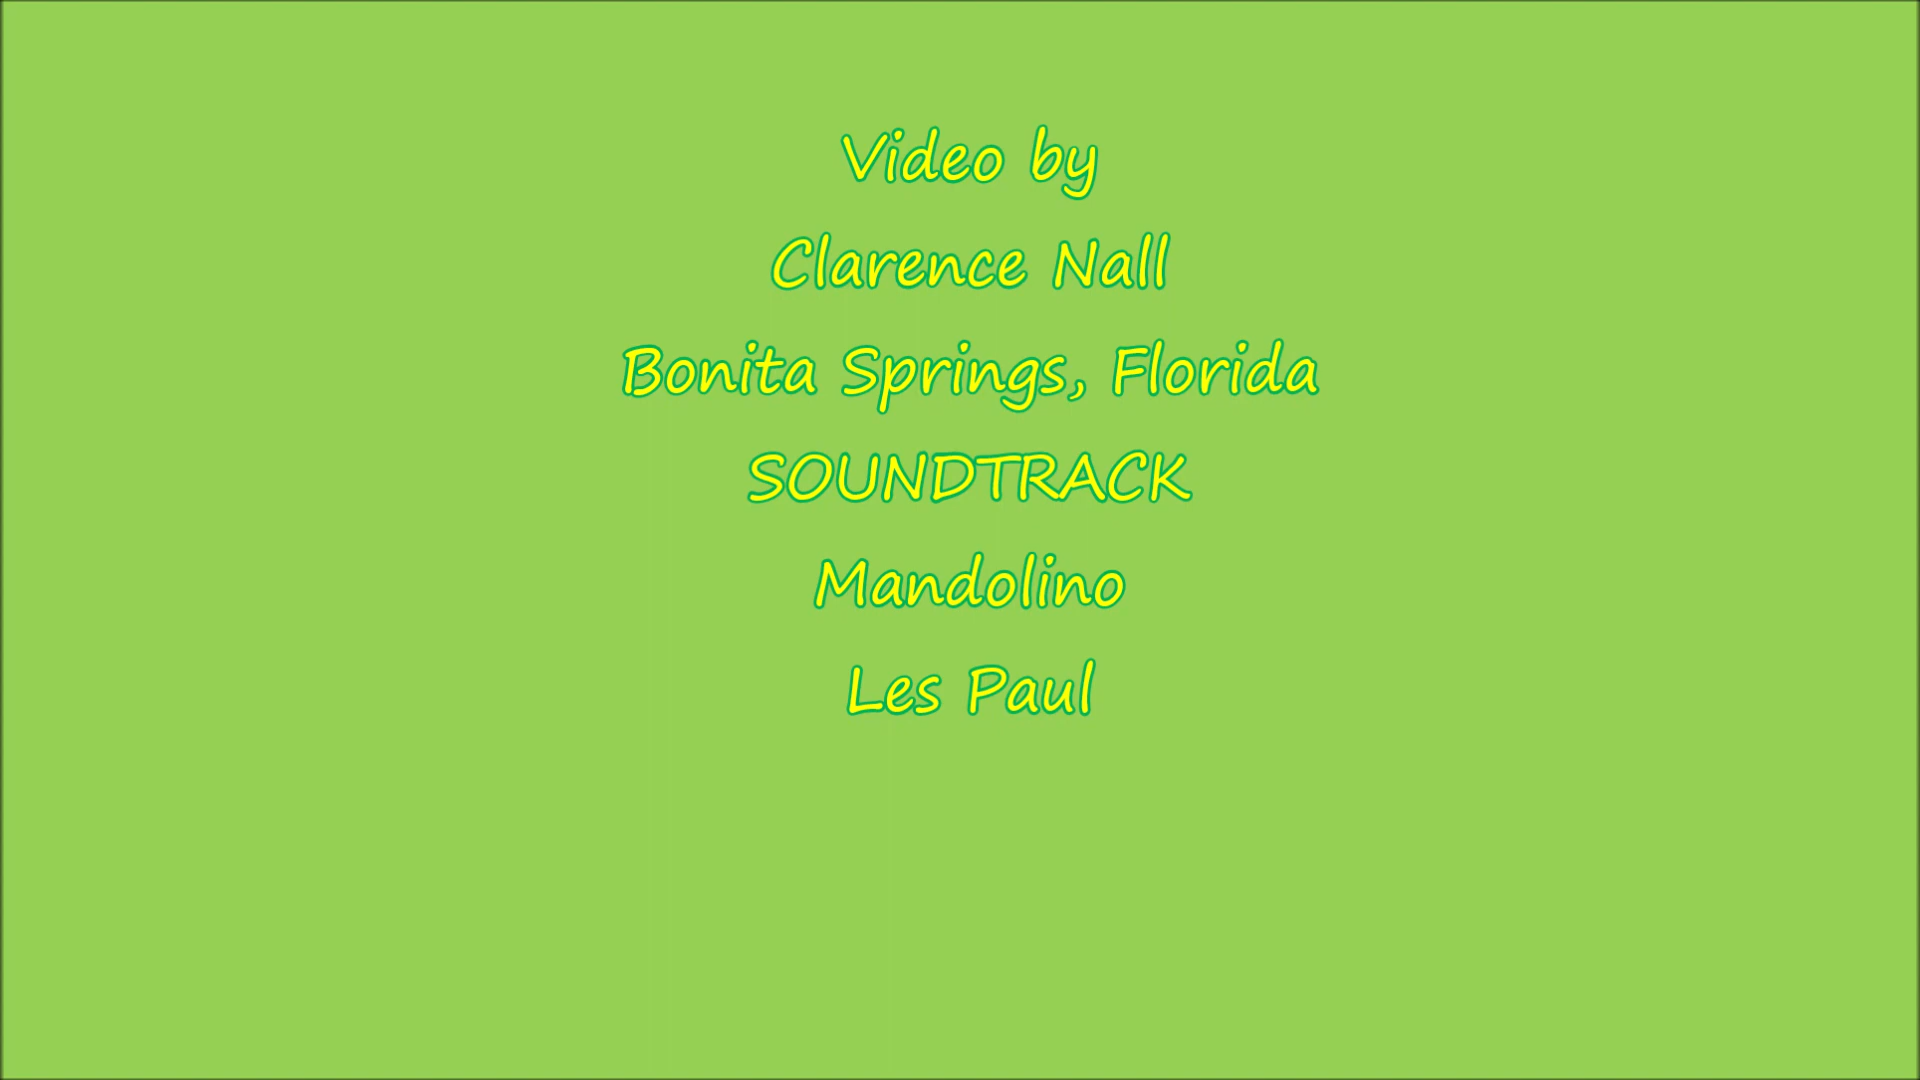 Video by
Clarence Nall
Bonita Springs, Florida
SOUNDTRACK
Mandolino
Les Paul